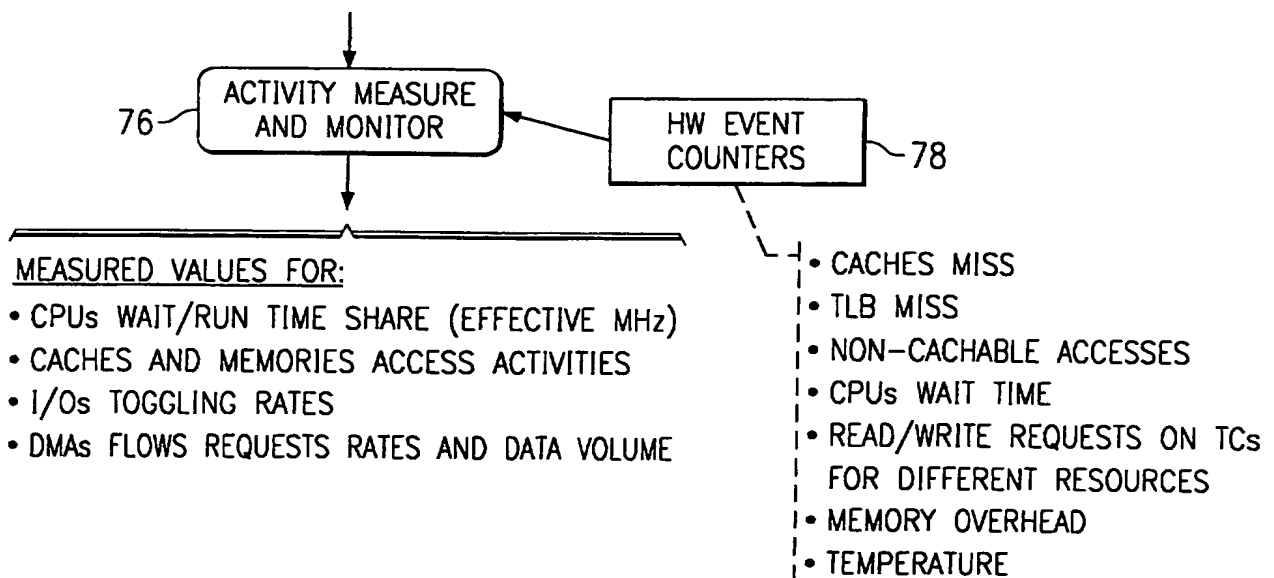 ACTIVITY MEASURE
AND MONITOR
76
HW EVENT
COUNTERS
78
MEASURED VALUES FOR:
• CPUs WAIT/RUN TIME SHARE (EFFECTIVE MHz)
• CACHES AND MEMORIES ACCESS ACTIVITIES
• I/Os TOGGLING RATES
• DMAs FLOWS REQUESTS RATES AND DATA VOLUME
• CACHES MISS
• TLB MISS
• NON-CACHABLE ACCESSES
• CPUs WAIT TIME
• READ/WRITE REQUESTS ON TCs
FOR DIFFERENT RESOURCES
• MEMORY OVERHEAD
• TEMPERATURE